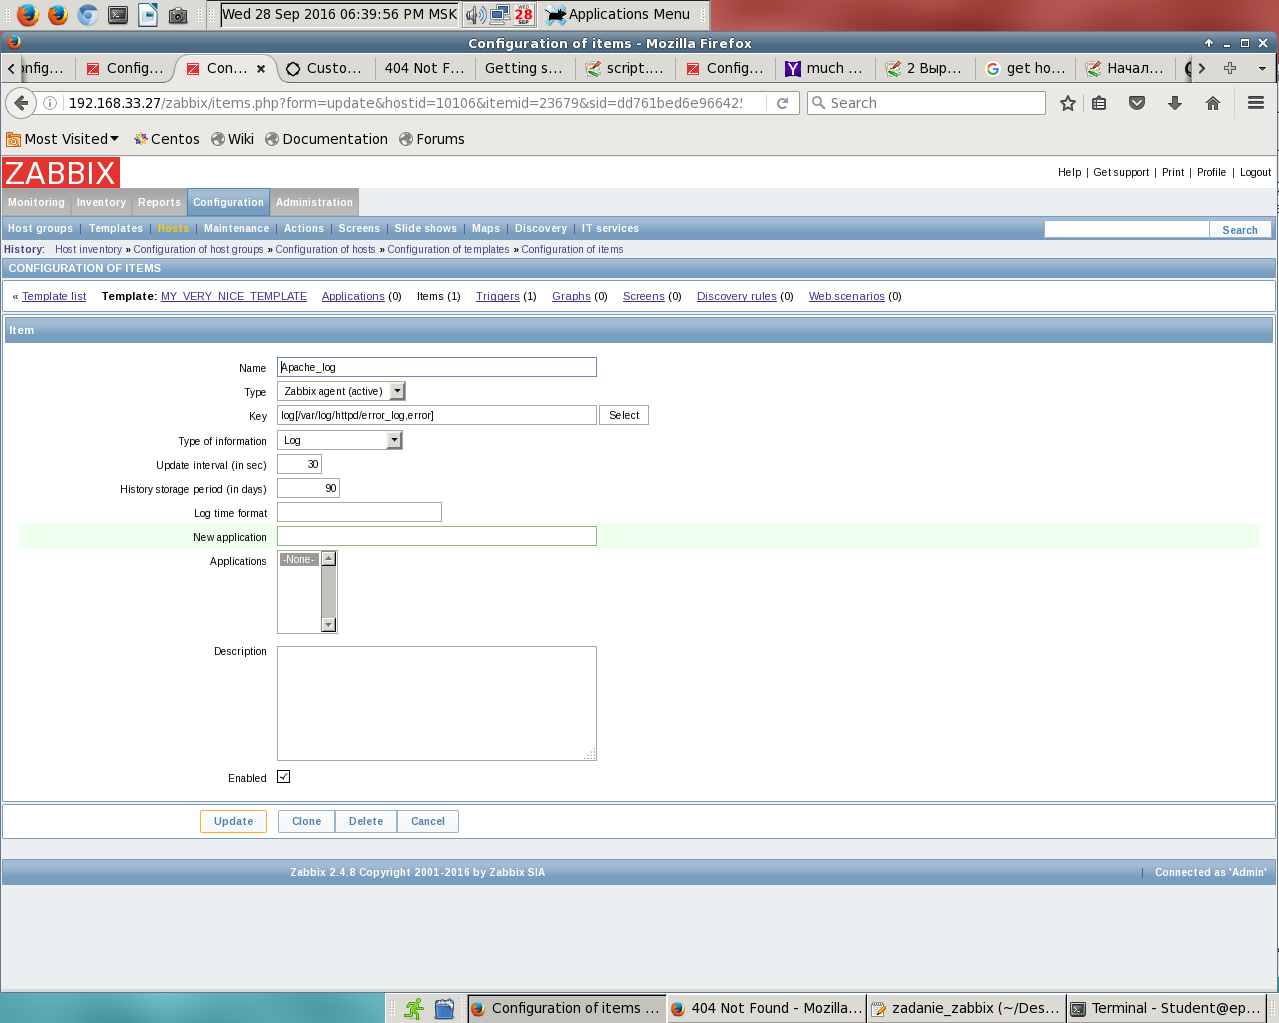 Wed 28 Sep 2016 06:39:56 PM MSK
WED
28
SEP
Applications Menu
Configuration of items - Mozilla Firefox
onfig...
Config...
Con...
Custo...
404 Not F...
Getting s...
script....
Config...
much ...
2 Выр...
get ho...
Начал...
192.168.33.27/zabbix/items.php?form=update&hostid=10106&itemid=23679&sid=dd761bed6e966425
Search
Most Visited
Centos
Wiki
Documentation
Forums
ZABBIX
Help | Get support | Print | Profile | Logout
Monitoring
Inventory
Reports
Configuration
Administration
Host groups | Templates | Hosts | Maintenance | Actions | Screens | Slide shows | Maps | Discovery | IT services
Search
History: Host inventory » Configuration of host groups » Configuration of hosts » Configuration of templates » Configuration of items
CONFIGURATION OF ITEMS
« Template list Template: MY_VERY_NICE_TEMPLATE Applications (0) Items (1) Triggers (1) Graphs (0) Screens (0) Discovery rules (0) Web scenarios (0)
Item
Name Apache_log
Type Zabbix agent (active)
Key log[/var/log/httpd/error_log,error] Select
Type of information Log
Update interval (in sec) 30
History storage period (in days) 90
Log time format
New application
Applications -None-
Description
Enabled
Update Clone Delete Cancel
Zabbix 2.4.8 Copyright 2001-2016 by Zabbix SIA | Connected as 'Admin'
Configuration of items ...
404 Not Found - Mozilla...
zadanie_zabbix (~/Des...
Terminal - Student@ep...